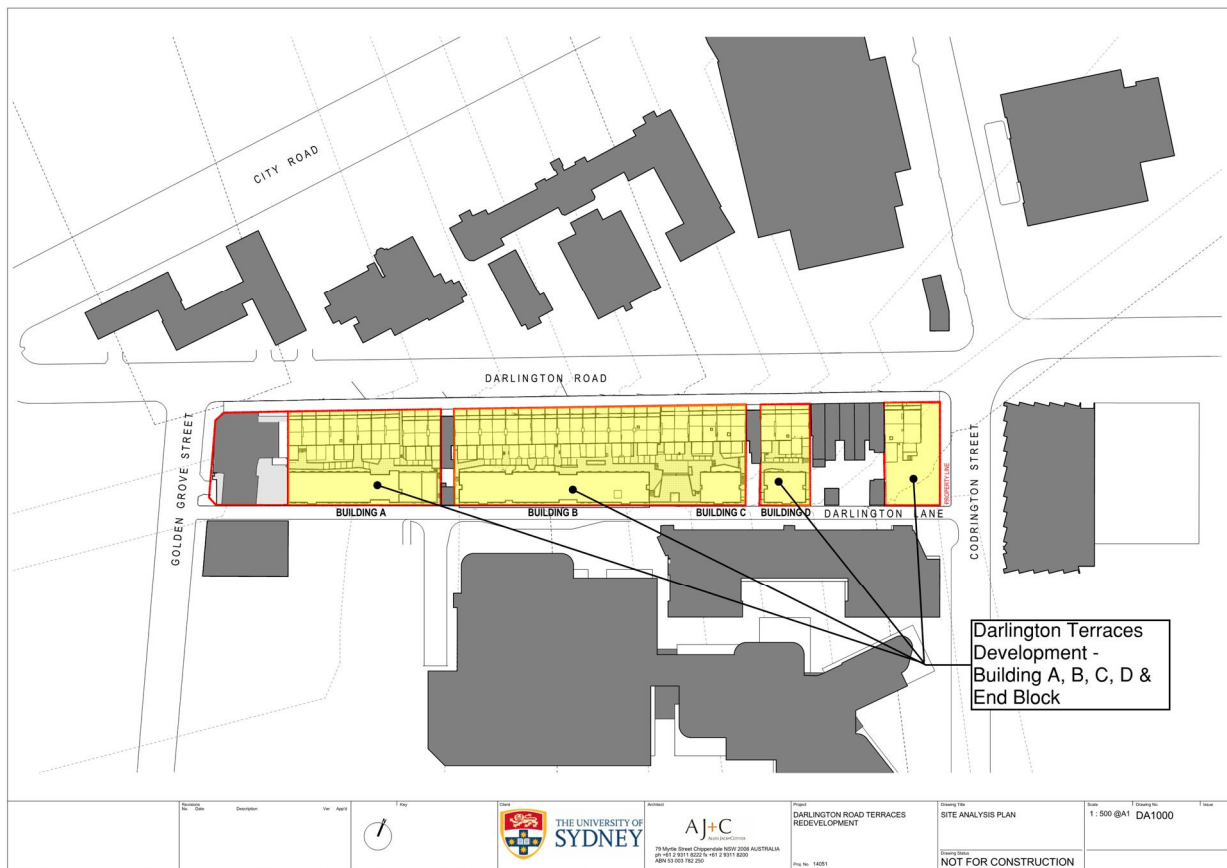 CITY ROAD
DARLINGTON ROAD
GOLDEN GROVE STREET
CODRINGTON STREET
PROPERTY LINE
BUILDING A
BUILDING B
BUILDING C
BUILDING D
DARLINGTON LANE
Darlington Terraces
Development -
Building A, B, C, D &
End Block
Revisions
No. Date Description Ver. App'd
Key
Client
THE UNIVERSITY OF
SYDNEY
Architect
AJ+C
79 Myrtle Street Chippendale NSW 2008 AUSTRALIA
ph +61 2 9311 8222 fx +61 2 9311 8200
ABN 53 003 782 250
Project
DARLINGTON ROAD TERRACES
REDEVELOPMENT
Proj. No. 14051
Drawing Title
SITE ANALYSIS PLAN
Drawing Status
NOT FOR CONSTRUCTION
Scale
1 : 500 @A1
Drawing No.
DA1000
Issue